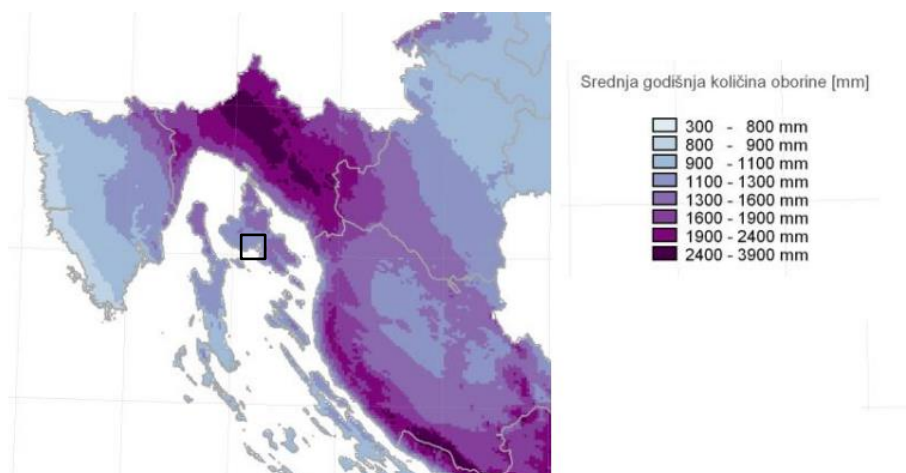 Srednja godišnja količina oborine [mm]
300 - 800 mm
800 - 900 mm
900 - 1100 mm
1100 - 1300 mm
1300 - 1600 mm
1600 - 1900 mm
1900 - 2400 mm
2400 - 3900 mm